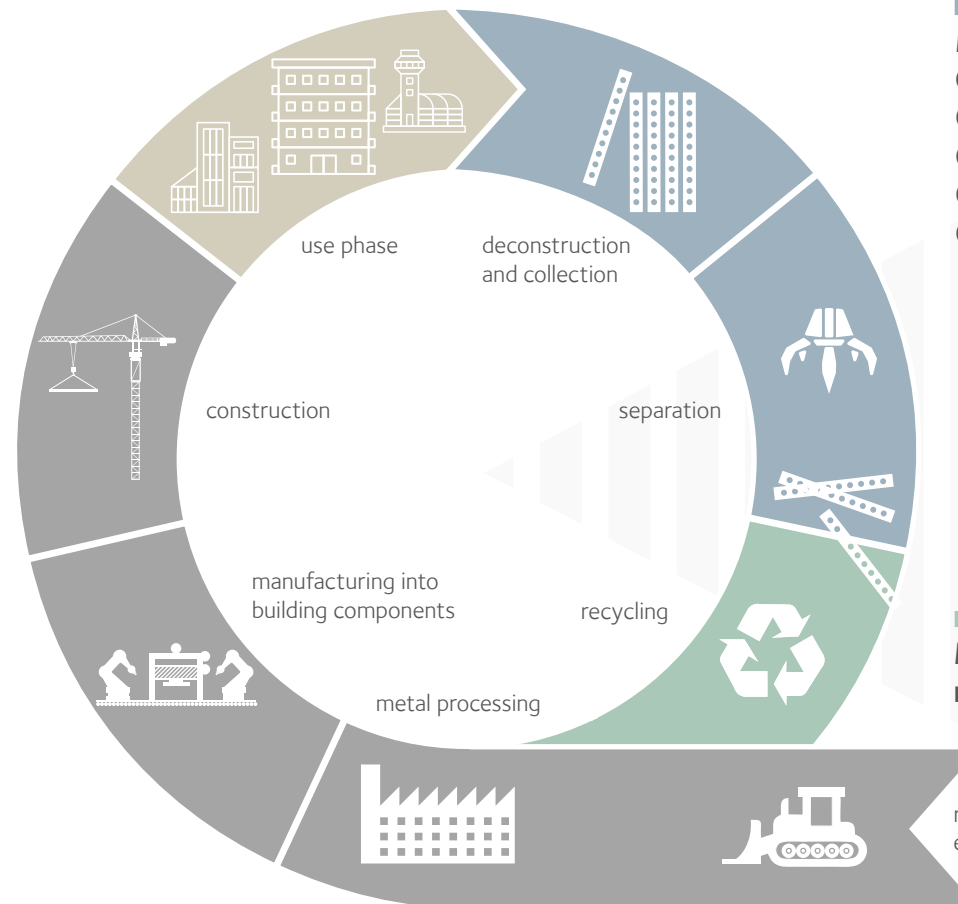 use phase
deconstruction
and collection
construction
separation
manufacturing into
building components
recycling
metal processing